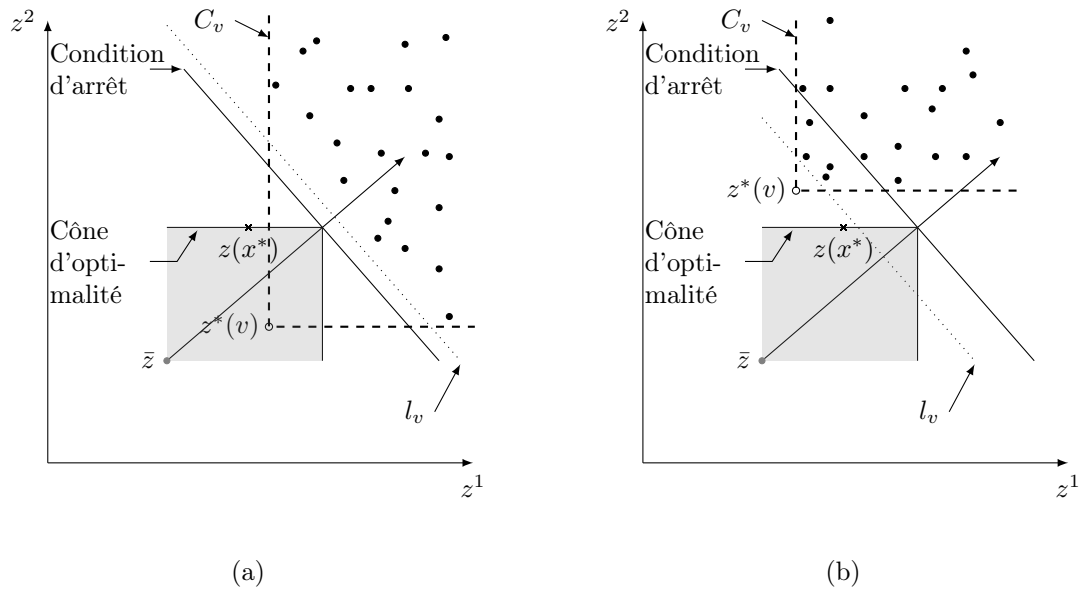 z²
C_v
Condition
d'arrêt
Cône
d'opti-
malité
z(x*)
z*(v)
z̄
l_v
z¹
(a)
z²
C_v
Condition
d'arrêt
z*(v)
Cône
d'opti-
malité
z(x*)
z̄
l_v
z¹
(b)